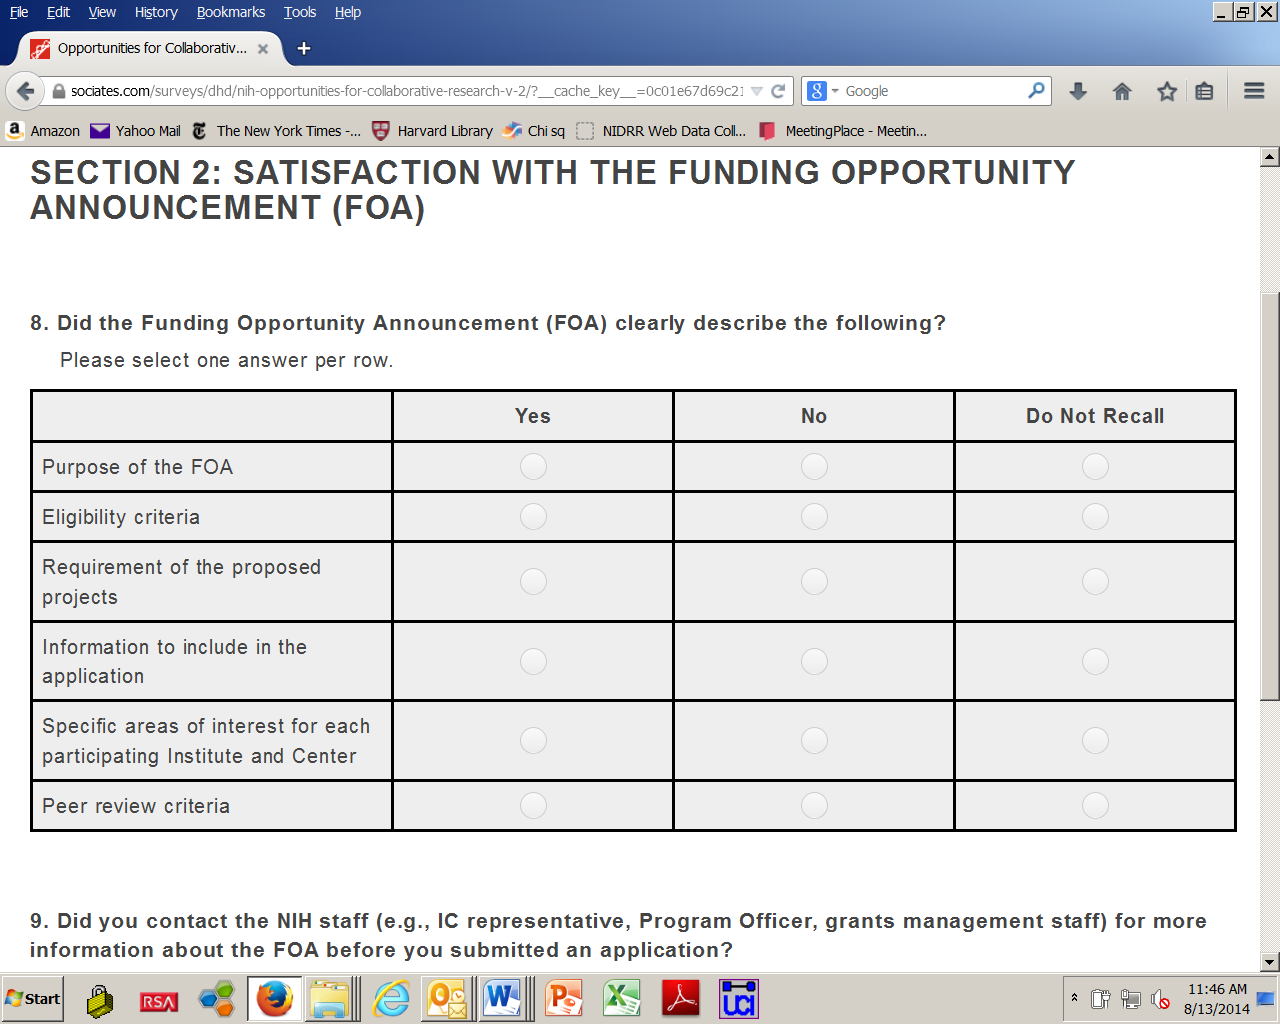 File Edit View History Bookmarks Tools Help
Opportunities for Collaborativ...
sociates.com/surveys/dhd/nih-opportunities-for-collaborative-research-v-2/?__cache_key__=0c01e67d69c21
Google
Amazon Yahoo Mail The New York Times -... Harvard Library Chi sq NIDRR Web Data Coll... MeetingPlace - Meetin...
SECTION 2: SATISFACTION WITH THE FUNDING OPPORTUNITY
ANNOUNCEMENT (FOA)
8. Did the Funding Opportunity Announcement (FOA) clearly describe the following?
Please select one answer per row.
Yes No Do Not Recall
Purpose of the FOA
Eligibility criteria
Requirement of the proposed
projects
Information to include in the
application
Specific areas of interest for each
participating Institute and Center
Peer review criteria
9. Did you contact the NIH staff (e.g., IC representative, Program Officer, grants management staff) for more
information about the FOA before you submitted an application?
Start RSA UCI 11:46 AM
8/13/2014